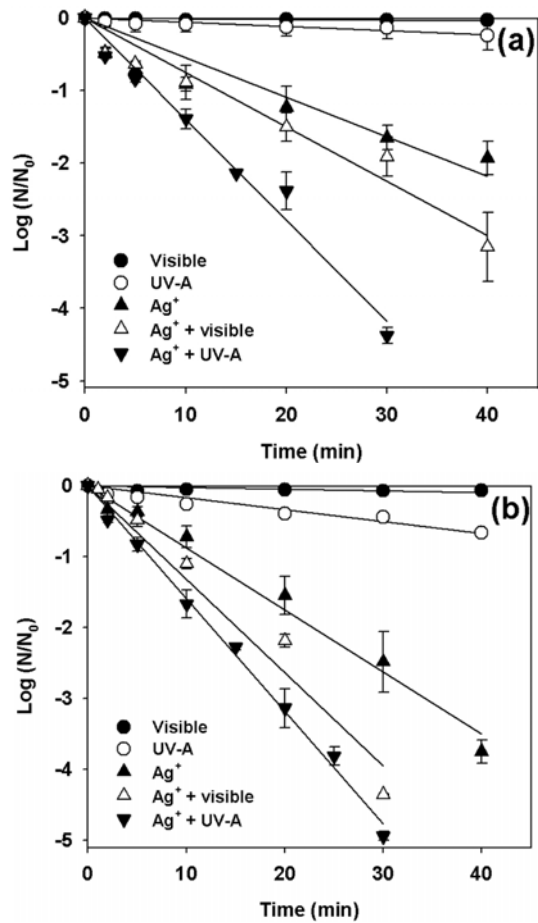 (a)
Log (N/N₀)
0
-1
-2
-3
-4
-5
Visible
UV-A
Ag⁺
Ag⁺ + visible
Ag⁺ + UV-A
0 10 20 30 40
Time (min)
(b)
Log (N/N₀)
0
-1
-2
-3
-4
-5
Visible
UV-A
Ag⁺
Ag⁺ + visible
Ag⁺ + UV-A
0 10 20 30 40
Time (min)